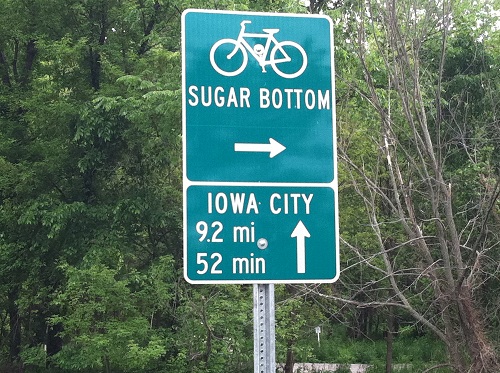 SUGAR BOTTOM
IOWA CITY
9.2 mi
52 min